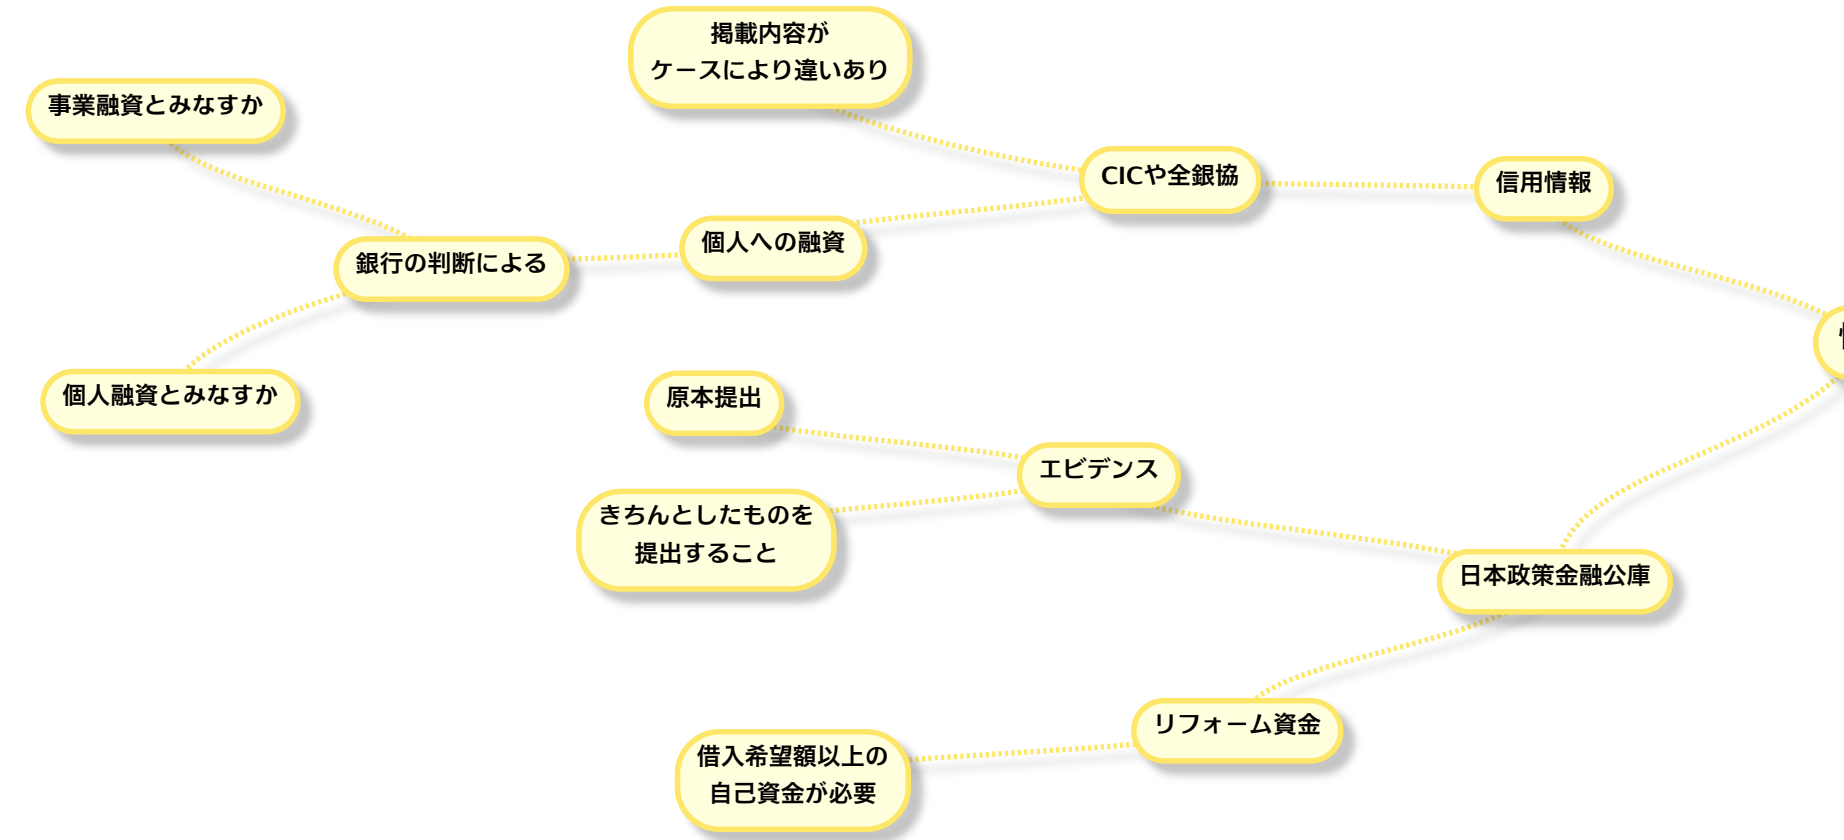 掲載内容が
ケースにより違いあり
事業融資とみなすか
CICや全銀協
信用情報
個人への融資
銀行の判断による
個人融資とみなすか
原本提出
エビデンス
きちんとしたものを
提出すること
日本政策金融公庫
リフォーム資金
借入希望額以上の
自己資金が必要